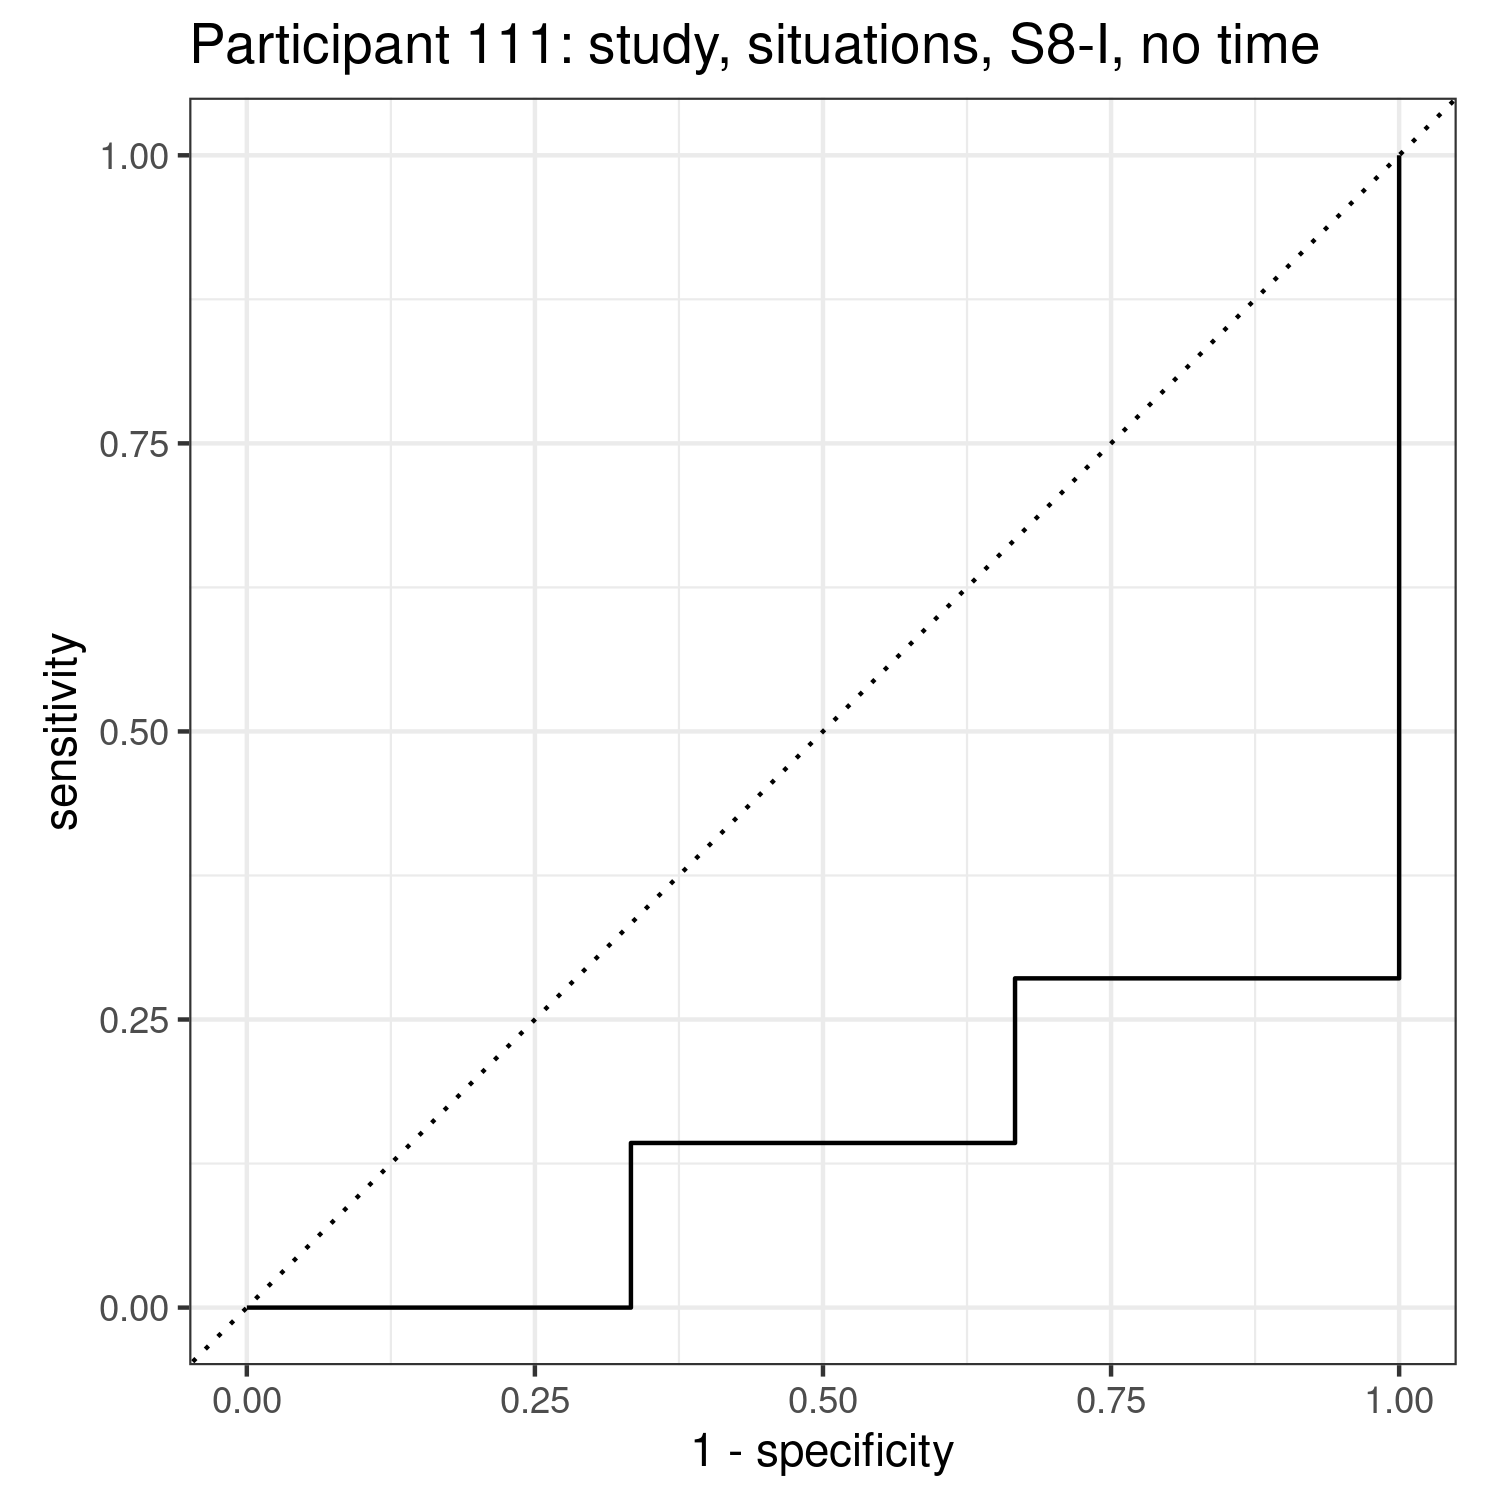 Participant 111: study, situations, S8-I, no time
1.00
0.75
0.50
0.25
0.00
sensitivity
0.00 0.25 0.50 0.75 1.00
1 - specificity